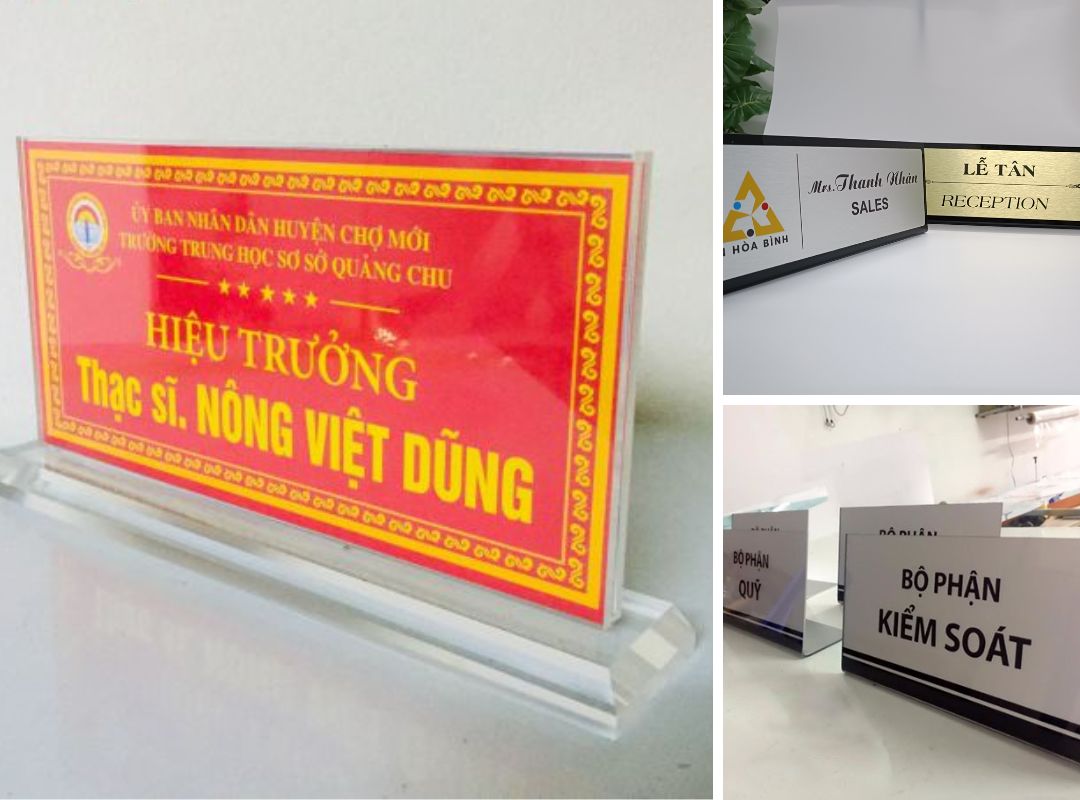 ỦY BAN NHÂN DÂN HUYỆN CHỢ MỚI
TRƯỜNG TRUNG HỌC SƠ SỞ QUẢNG CHU
HIỆU TRƯỞNG
Thạc sĩ. NÔNG VIỆT DŨNG
Mrs.Thanh Nhàn
SALES
HÒA BÌNH
LỄ TÂN
RECEPTION
BỘ PHẬN
BỘ PHẬN
QUỸ
BỘ PHẬN
BỘ PHẬN
KIỂM SOÁT